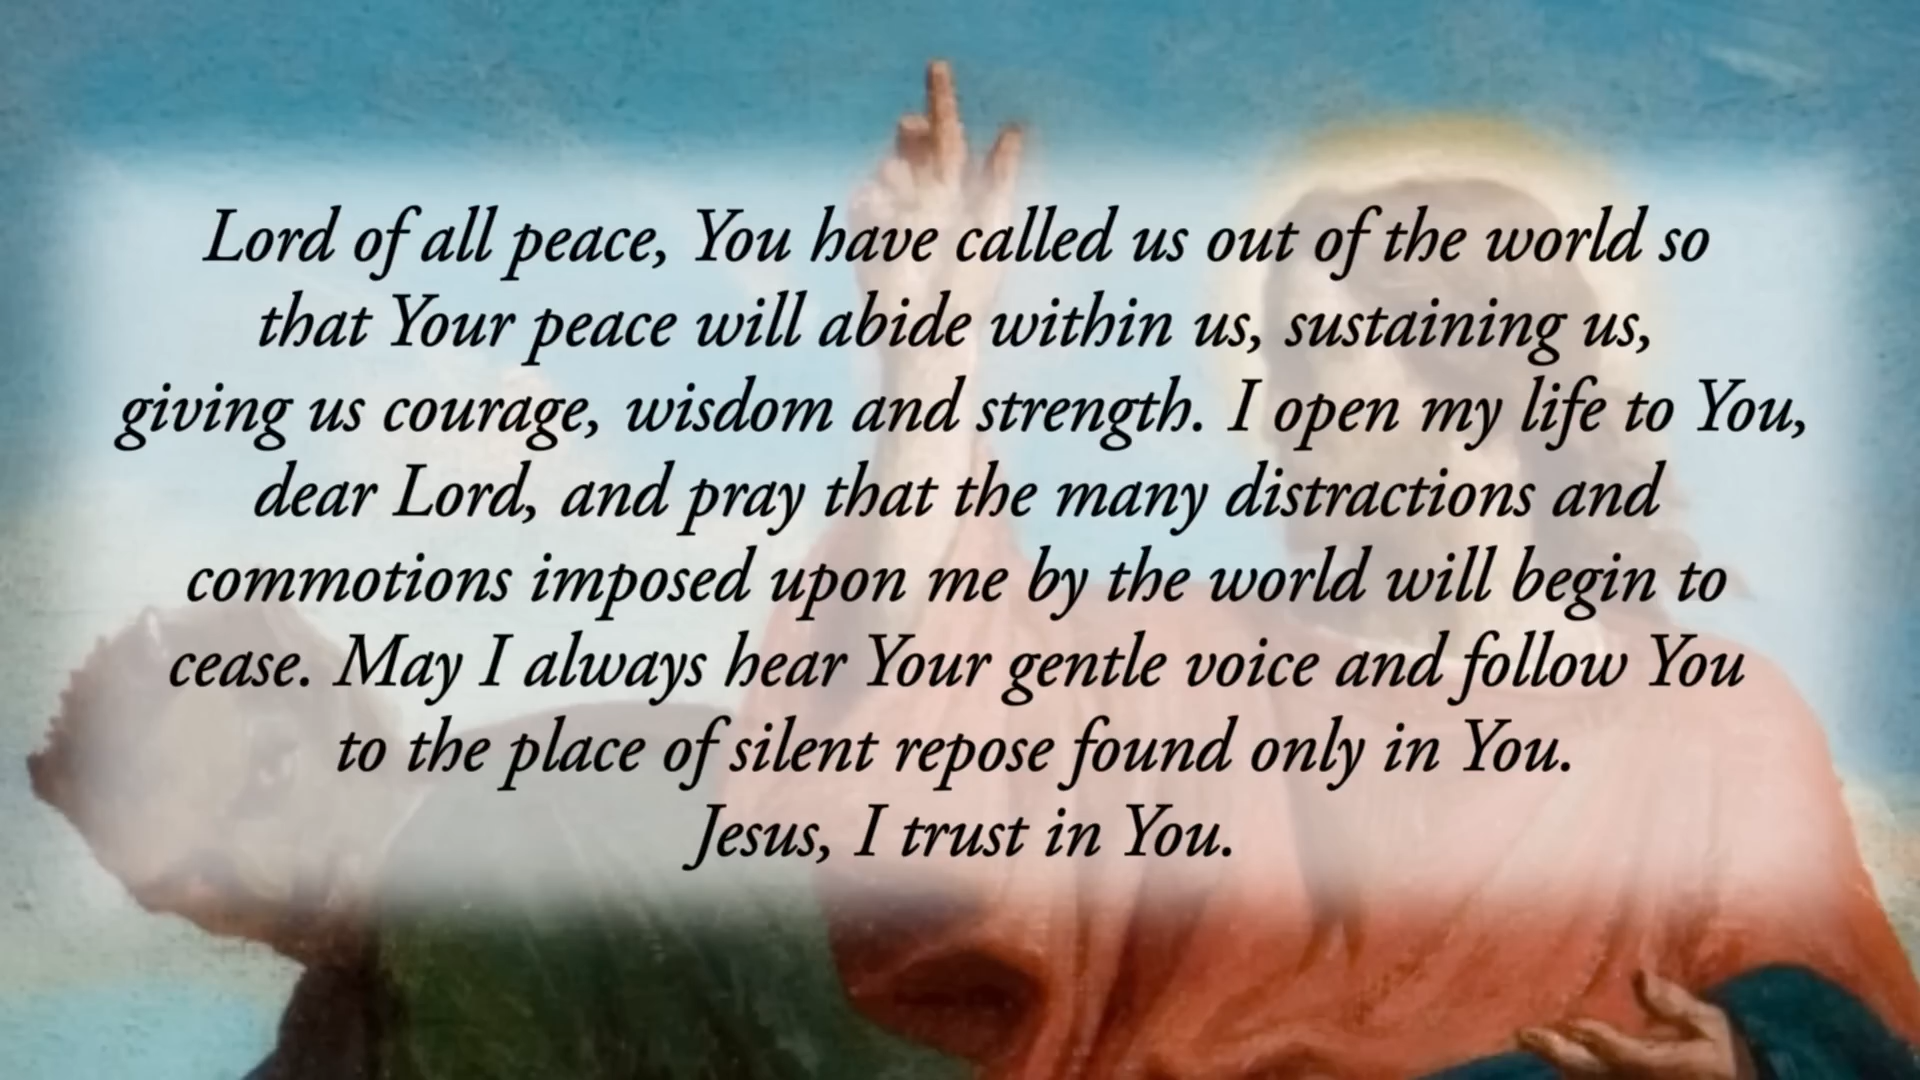 Lord of all peace, You have called us out of the world so
that Your peace will abide within us, sustaining us,
giving us courage, wisdom and strength. I open my life to You,
dear Lord, and pray that the many distractions and
commotions imposed upon me by the world will begin to
cease. May I always hear Your gentle voice and follow You
to the place of silent repose found only in You.
Jesus, I trust in You.